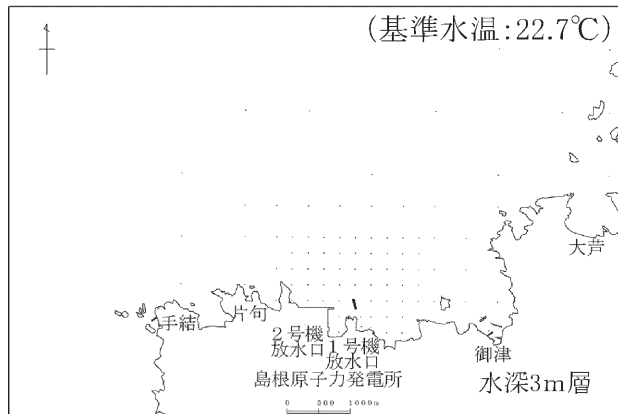 (基準水温:22.7℃)
大芦
片句
手結
2号機
放水口
1号機
放水口
御津
島根原子力発電所
水深3m層
0 500 1000m